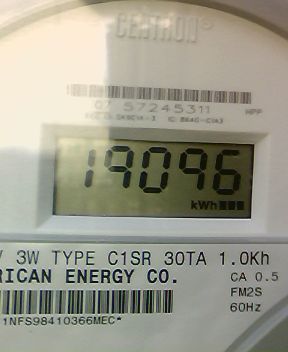 CENTRON®
07 57245311
HPP
19096
kWh
V 3W TYPE C1SR 30TA 1.0Kh
RICAN ENERGY CO.
CA 0.5
FM2S
60Hz
1NFS98410366MEC*